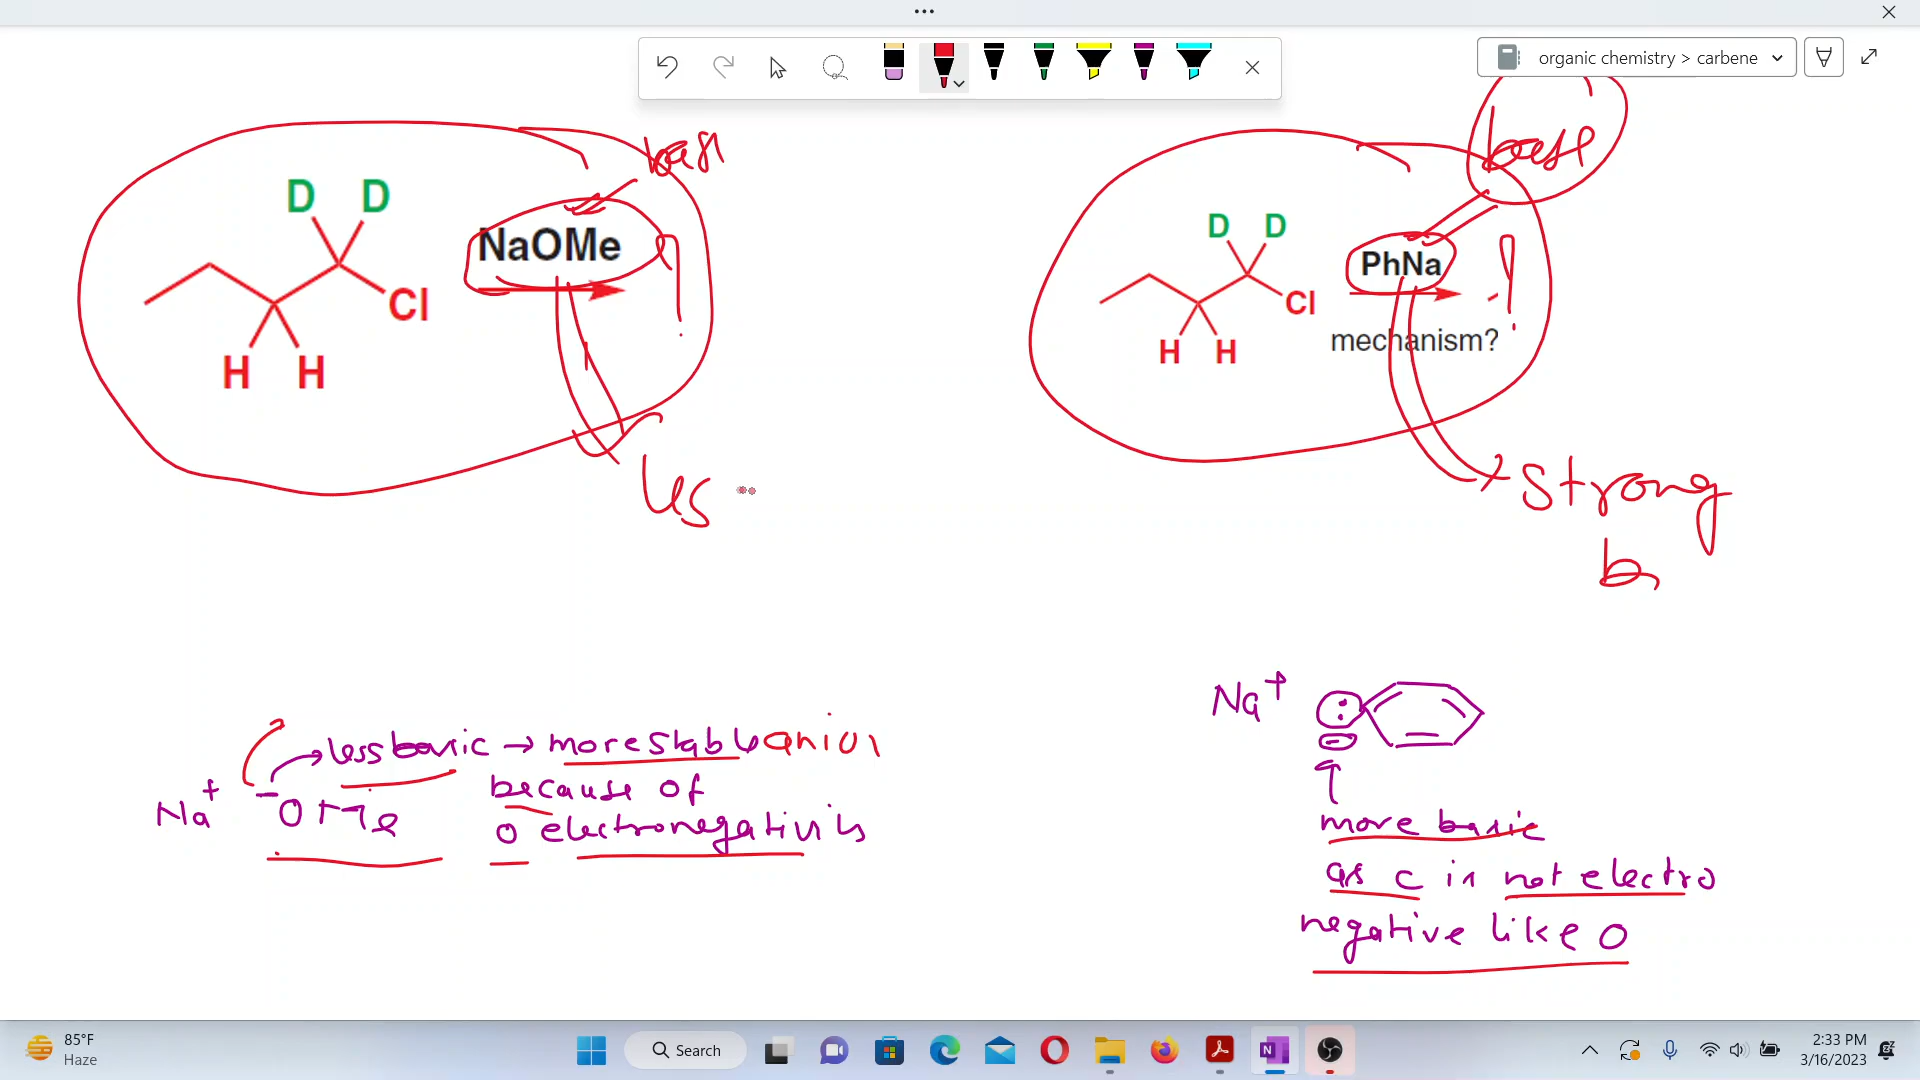 organic chemistry > carbene
base
D D
NaOMe
Cl
H H
D D
PhNa
Cl
mechanism?
H H
strong
b
Na+
less basic → more stable anion
because of
Na+ -OMe
O electronegativity
more basic
as C is not electro
negative like O
85°F
Haze
Search
2:33 PM
3/16/2023